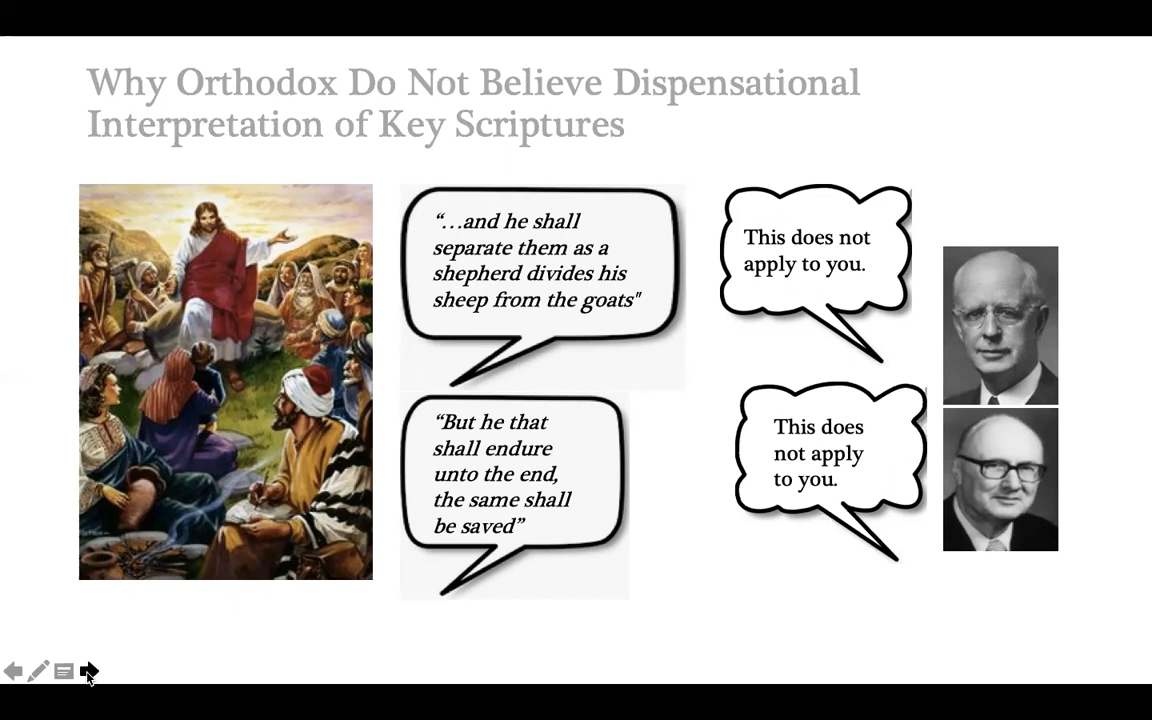 Why Orthodox Do Not Believe Dispensational
Interpretation of Key Scriptures
“…and he shall
separate them as a
shepherd divides his
sheep from the goats"
This does not
apply to you.
“But he that
shall endure
unto the end,
the same shall
be saved”
This does
not apply
to you.